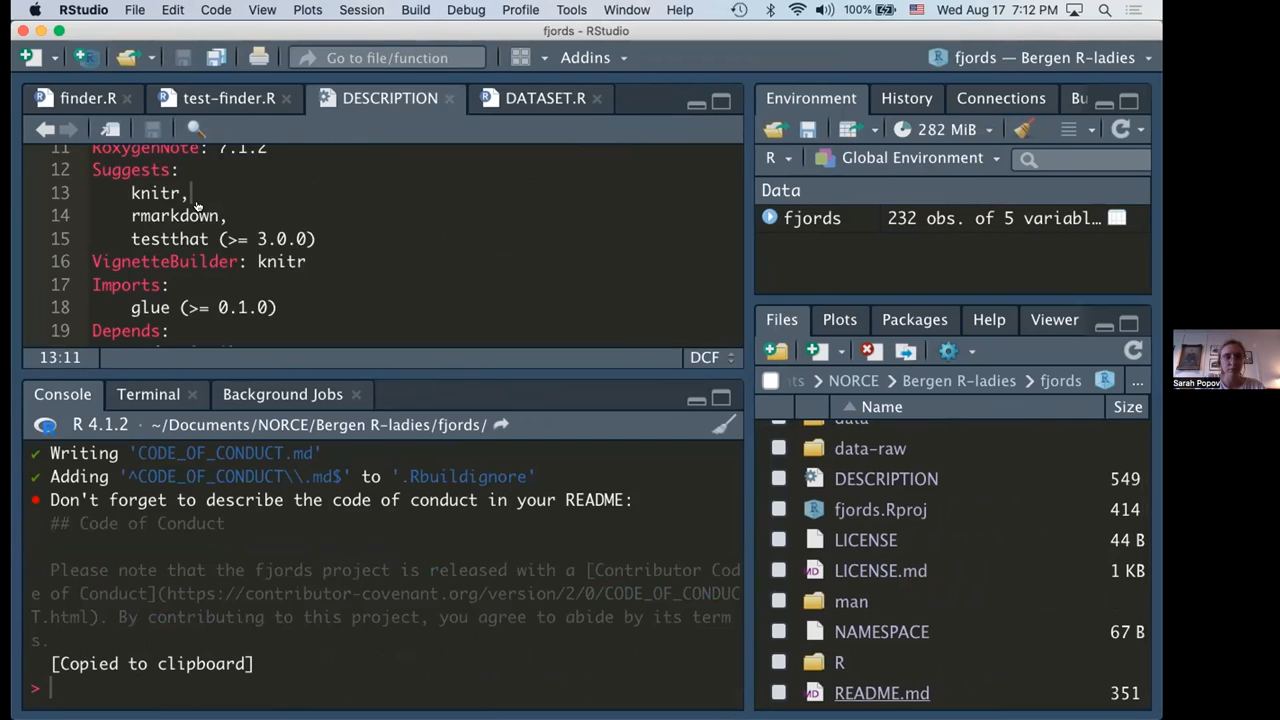 RStudio File Edit Code View Plots Session Build Debug Profile Tools Window Help 100% Wed Aug 17 7:12 PM
fjords - RStudio
Go to file/function Addins fjords — Bergen R-ladies
finder.R test-finder.R DESCRIPTION DATASET.R
11 RoxygenNote: 7.1.2
12 Suggests:
13 knitr,
14 rmarkdown,
15 testthat (>= 3.0.0)
16 VignetteBuilder: knitr
17 Imports:
18 glue (>= 0.1.0)
19 Depends:
13:11 DCF
Console Terminal Background Jobs
R 4.1.2 · ~/Documents/NORCE/Bergen R-ladies/fjords/
✔ Writing 'CODE_OF_CONDUCT.md'
✔ Adding '^CODE_OF_CONDUCT\\.md$' to '.Rbuildignore'
● Don't forget to describe the code of conduct in your README:
## Code of Conduct
Please note that the fjords project is released with a [Contributor Cod
e of Conduct](https://contributor-covenant.org/version/2/0/CODE_OF_CONDUC
T.html). By contributing to this project, you agree to abide by its term
s.
[Copied to clipboard]
>
Environment History Connections Bu
282 MiB
R Global Environment
Data
fjords 232 obs. of 5 variabl…
Files Plots Packages Help Viewer
nts > NORCE > Bergen R-ladies > fjords ...
Name Size
data
data-raw
DESCRIPTION 549
fjords.Rproj 414
LICENSE 44 B
LICENSE.md 1 KB
man
NAMESPACE 67 B
R
README.md 351
Sarah Popov